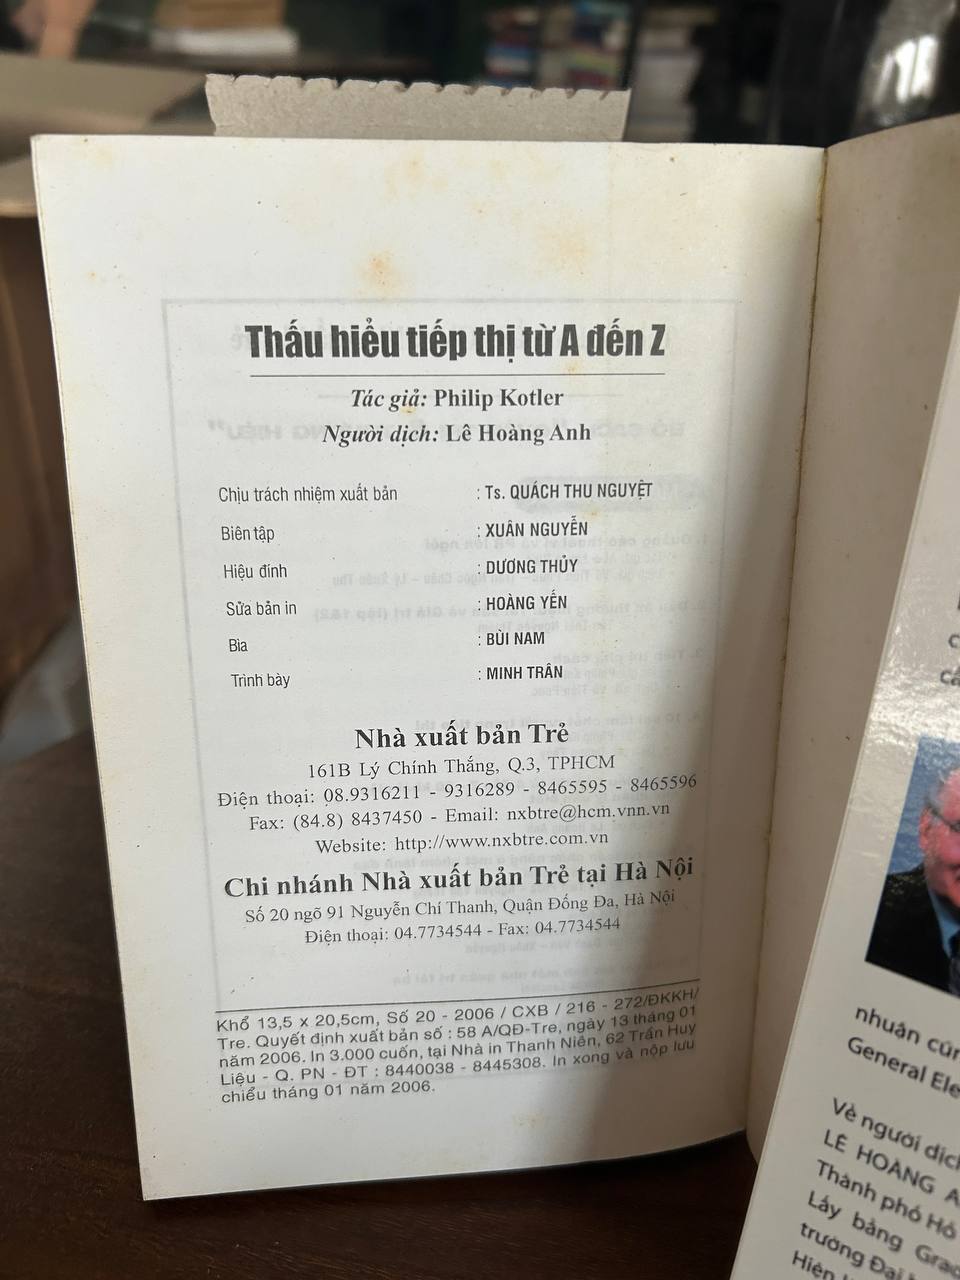 Thấu hiểu tiếp thị từ A đến Z
Tác giả: Philip Kotler
Người dịch: Lê Hoàng Anh
Chịu trách nhiệm xuất bản : Ts. QUÁCH THU NGUYỆT
Biên tập : XUÂN NGUYỄN
Hiệu đính : DƯƠNG THỦY
Sửa bản in : HOÀNG YẾN
Bìa : BÙI NAM
Trình bày : MINH TRÂN
Nhà xuất bản Trẻ
161B Lý Chính Thắng, Q.3, TPHCM
Điện thoại: 08.9316211 - 9316289 - 8465595 - 8465596
Fax: (84.8) 8437450 - Email: nxbtre@hcm.vnn.vn
Website: http://www.nxbtre.com.vn
Chi nhánh Nhà xuất bản Trẻ tại Hà Nội
Số 20 ngõ 91 Nguyễn Chí Thanh, Quận Đống Đa, Hà Nội
Điện thoại: 04.7734544 - Fax: 04.7734544
Khổ 13,5 x 20,5cm, Số 20 - 2006 / CXB / 216 - 272/ĐKKH/
Tre. Quyết định xuất bản số : 58 A/QĐ-Tre, ngày 13 tháng 01
năm 2006. In 3.000 cuốn, tại Nhà in Thanh Niên, 62 Trần Huy
Liệu - Q. PN - ĐT : 8440038 - 8445308. In xong và nộp lưu
chiểu tháng 01 năm 2006.
nhuân
General
Về người
LÊ HOÀNG
Thành phố
Lấy bằng
trường